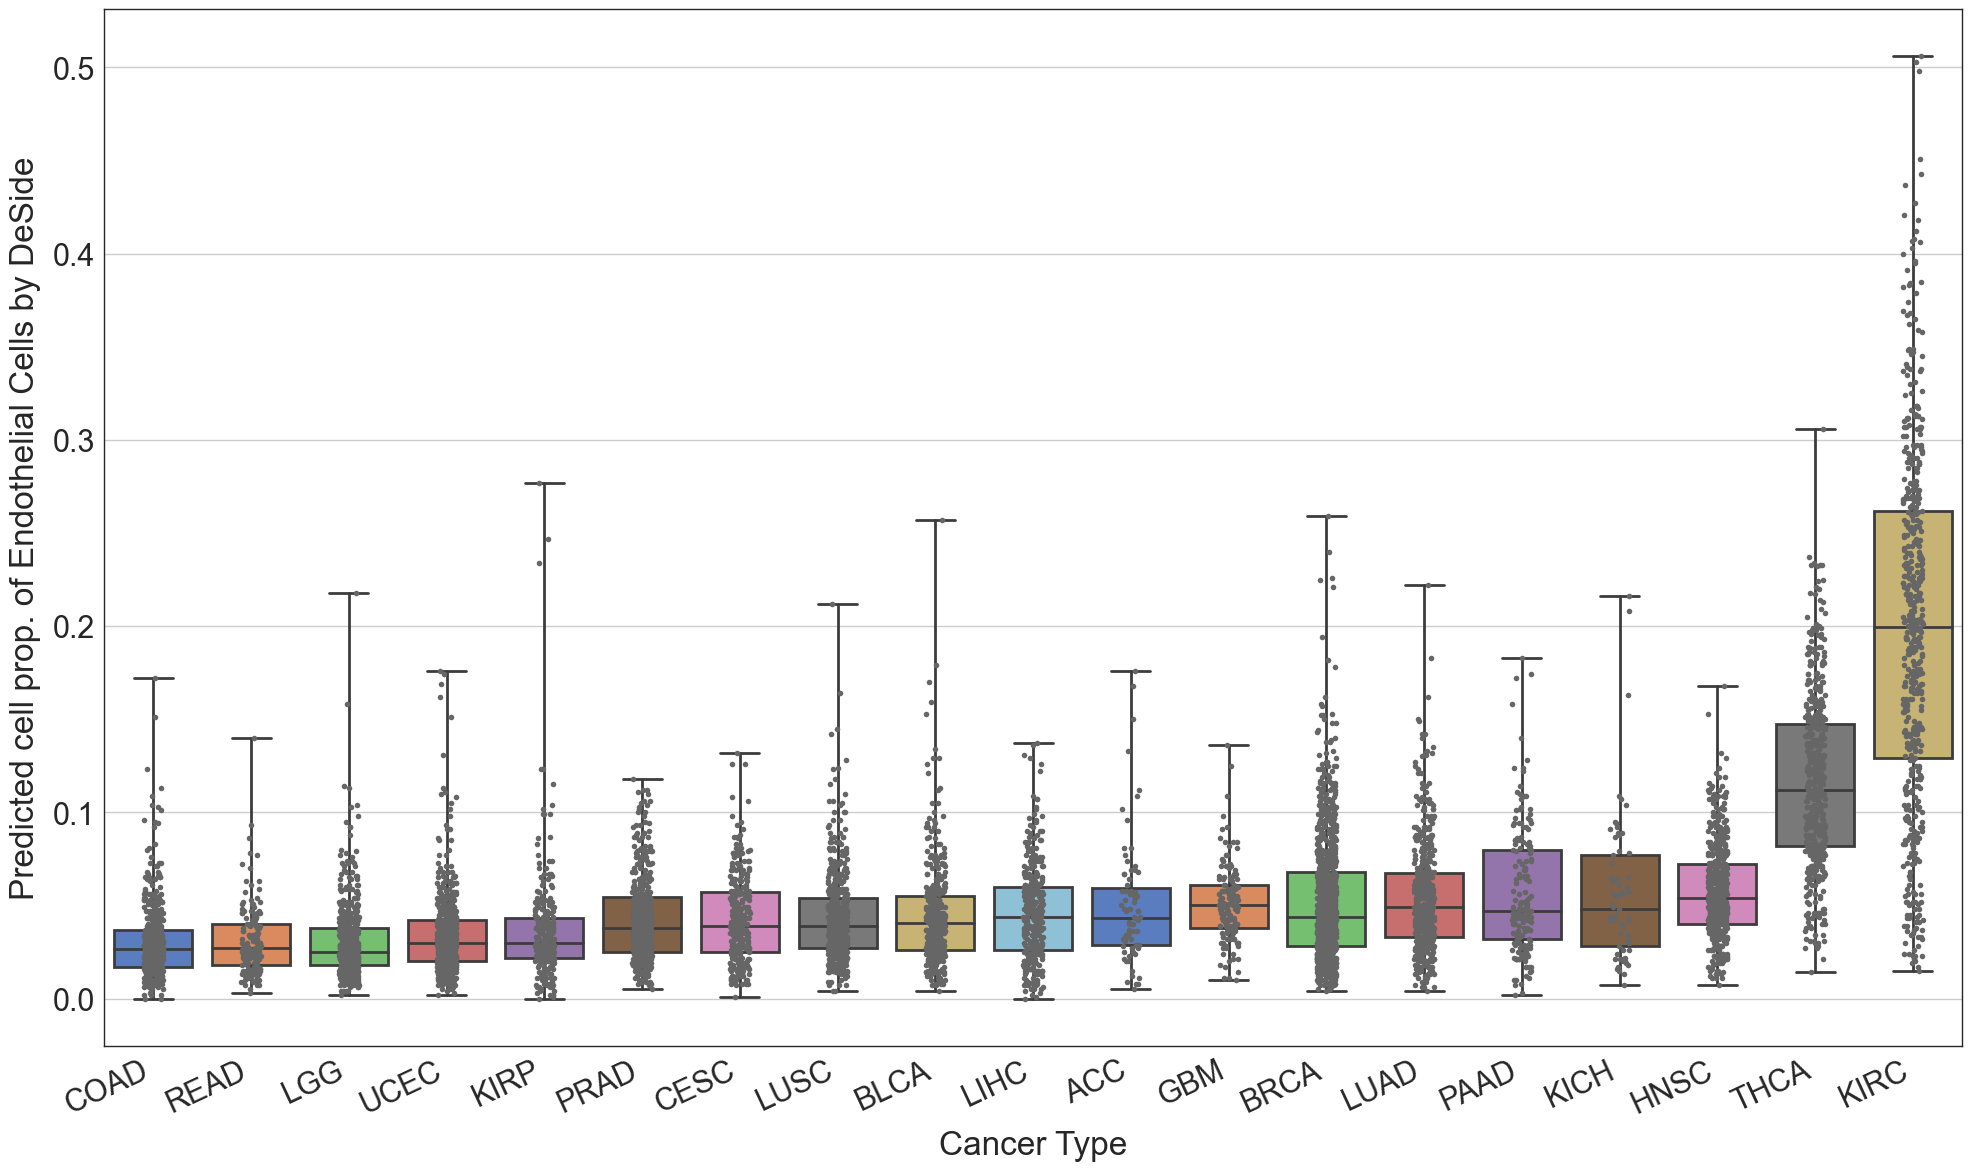 Predicted cell prop. of Endothelial Cells by DeSide
0.5
0.4
0.3
0.2
0.1
0.0
COAD
READ
LGG
UCEC
KIRP
PRAD
CESC
LUSC
BLCA
LIHC
ACC
GBM
BRCA
LUAD
PAAD
KICH
HNSC
THCA
KIRC
Cancer Type